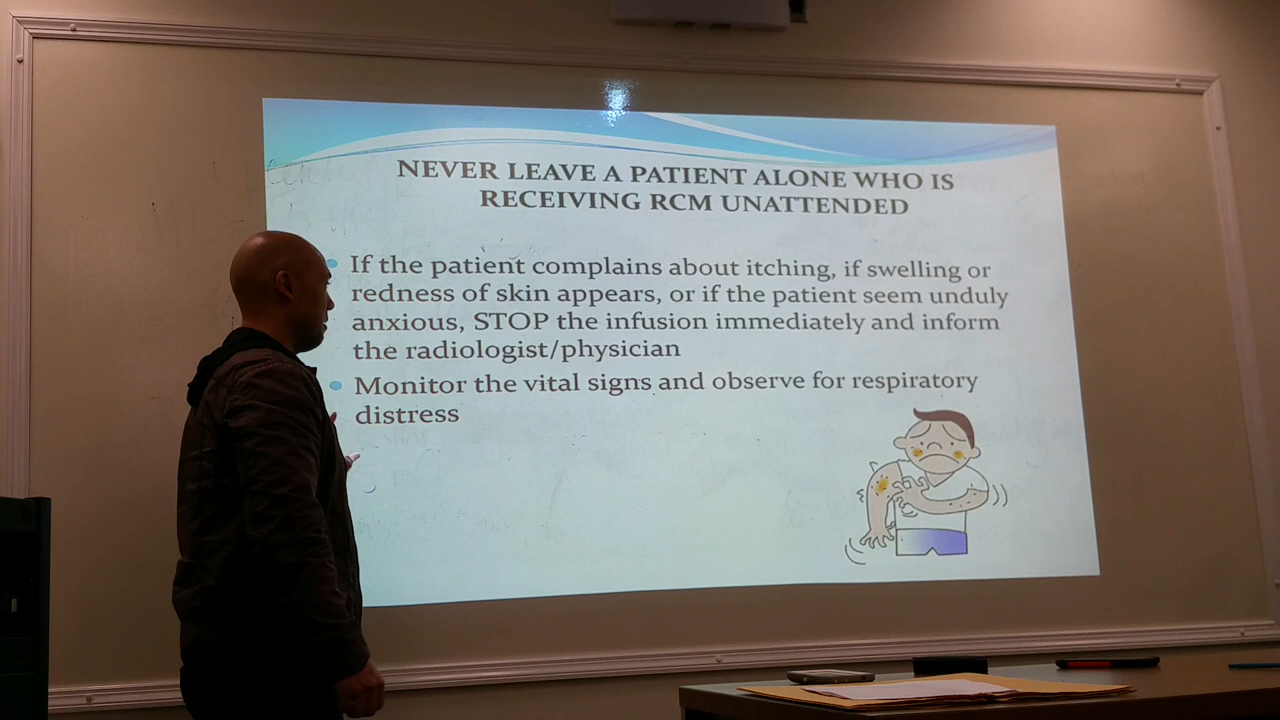 NEVER LEAVE A PATIENT ALONE WHO IS
RECEIVING RCM UNATTENDED
If the patient complains about itching, if swelling or
redness of skin appears, or if the patient seem unduly
anxious, STOP the infusion immediately and inform
the radiologist/physician
Monitor the vital signs and observe for respiratory
distress